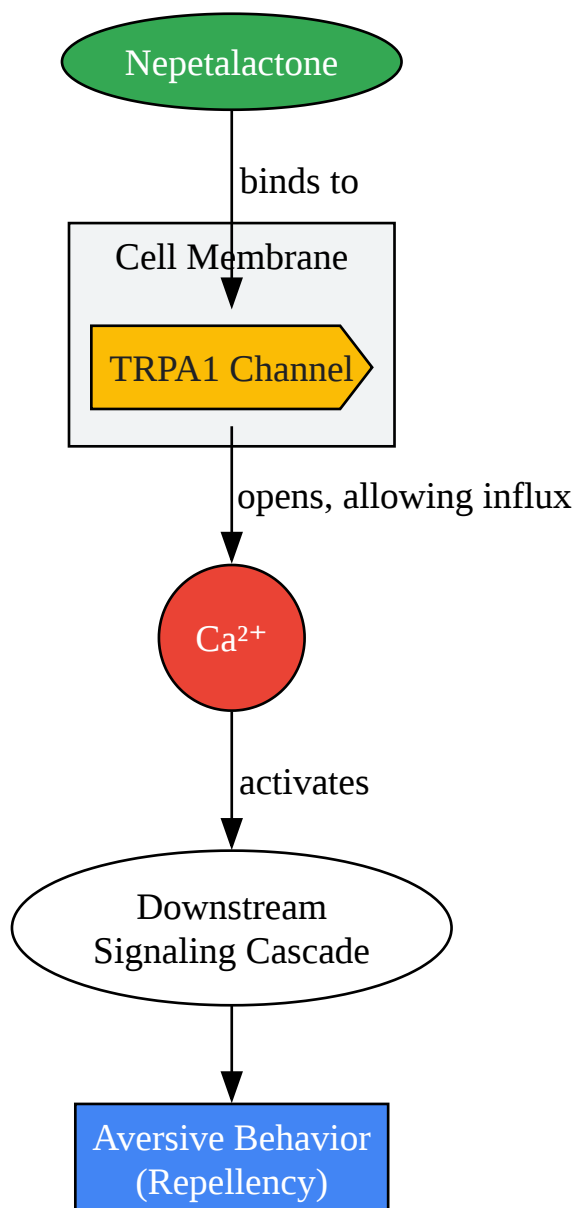 Nepetalactone
binds to
Cell Membrane
TRPA1 Channel
opens, allowing influx
Ca²⁺
activates
Downstream
Signaling Cascade
Aversive Behavior
(Repellency)